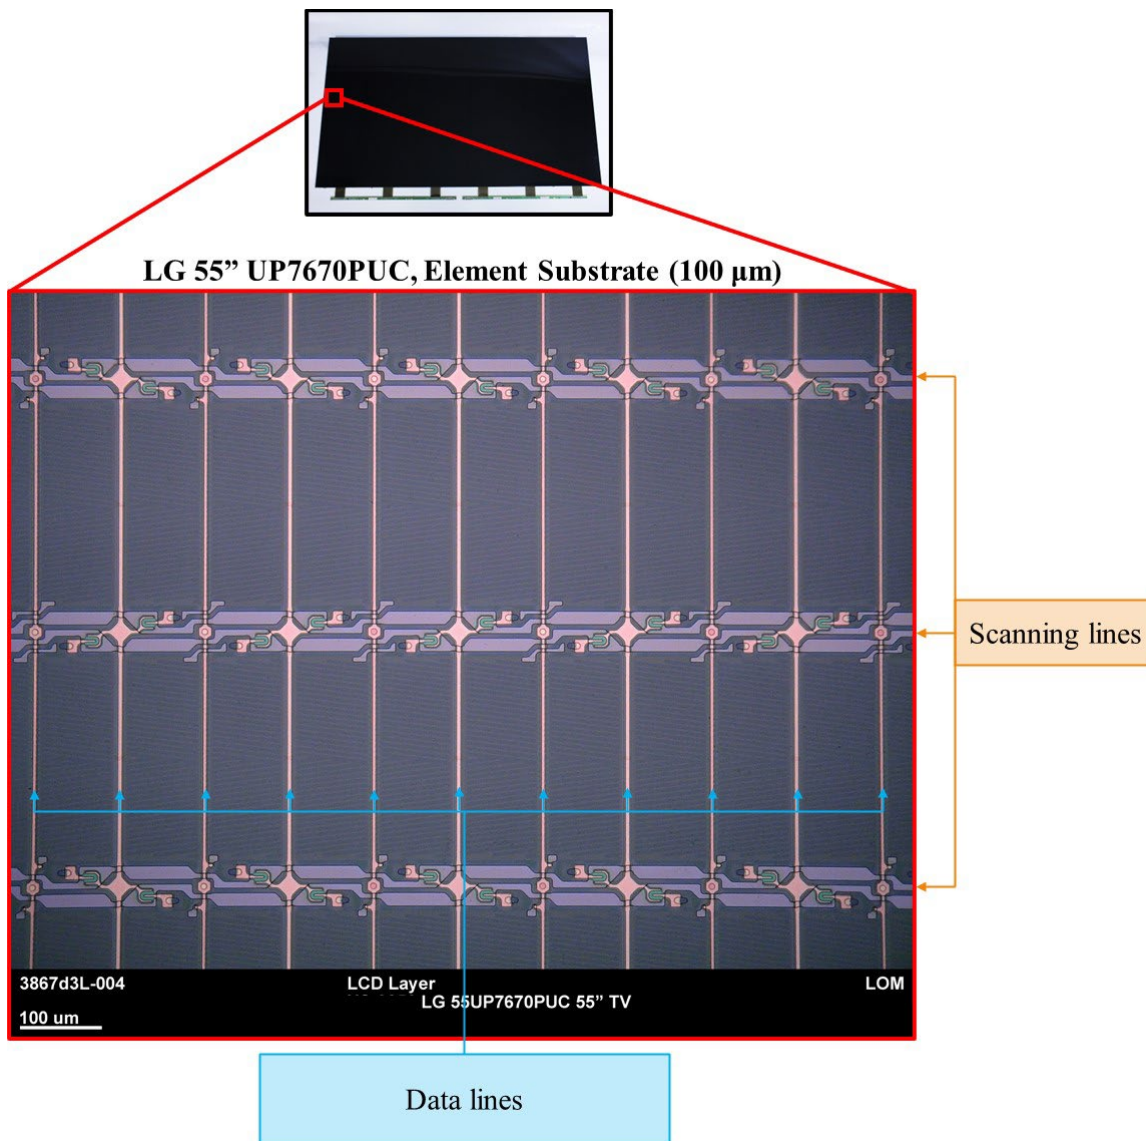 LG 55” UP7670PUC, Element Substrate (100 μm)
Scanning lines
3867d3L-004
LCD Layer
LOM
LG 55UP7670PUC 55” TV
100 um
Data lines